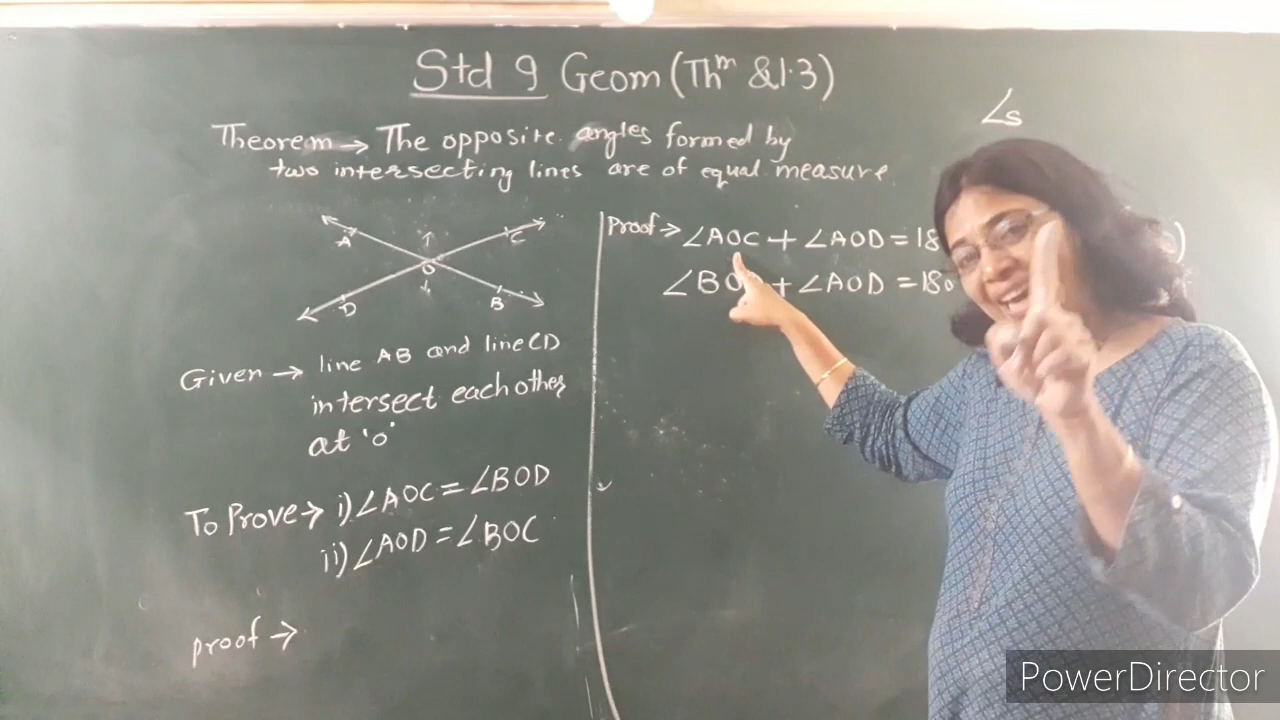 Std 9 Geom (Thm &1.3)
∠s
Theorem → The opposite angles formed by
two intersecting lines are of equal measure.
A
C
O
D
B
Given → line AB and line CD
intersect each other
at 'o'
To Prove → i) ∠AOC = ∠BOD
ii) ∠AOD = ∠BOC
proof →
Proof → ∠AOC + ∠AOD = 18
∠BOD + ∠AOD = 180
PowerDirector